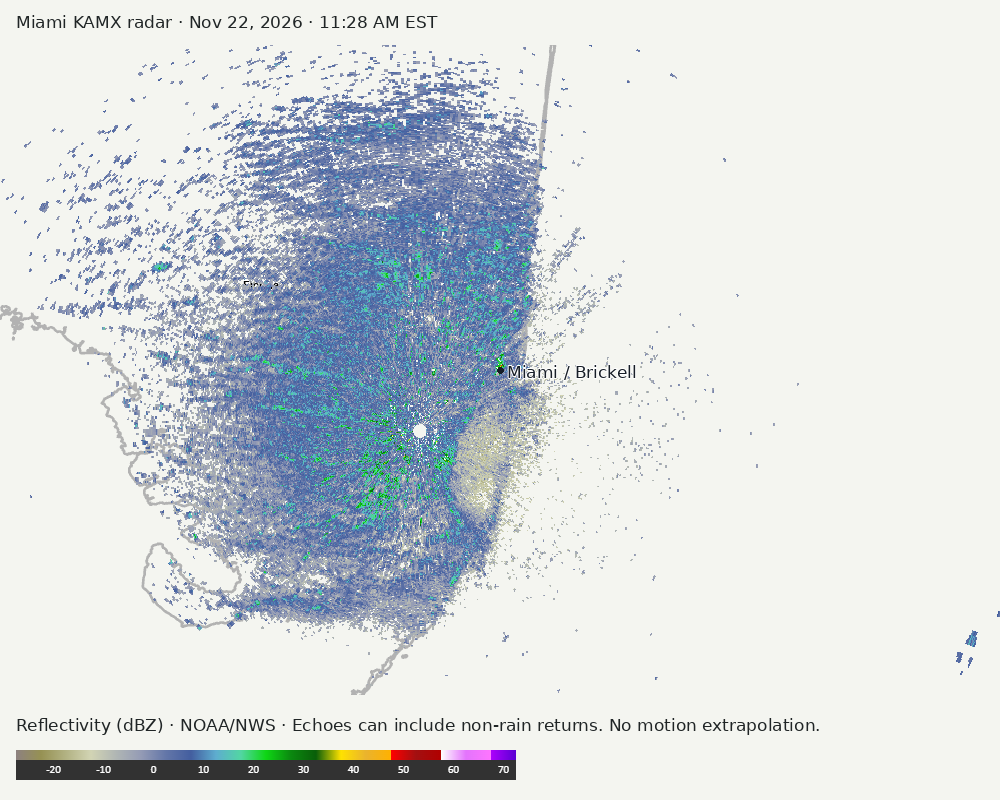 Miami KAMX radar · Nov 22, 2026 · 11:28 AM EST
Miami / Brickell
Reflectivity (dBZ) · NOAA/NWS · Echoes can include non-rain returns. No motion extrapolation.
-20 -10 0 10 20 30 40 50 60 70